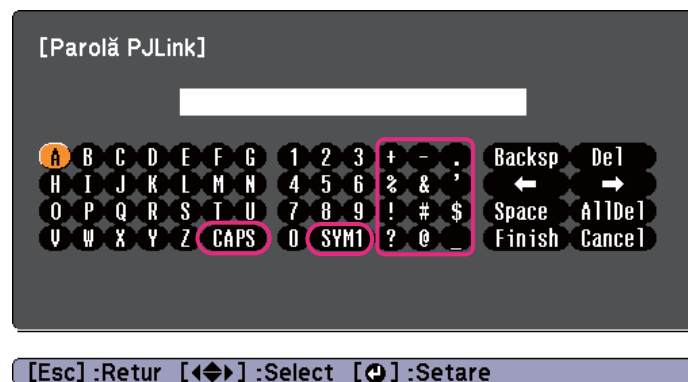 [Parolă PJLink]
A B C D E F G 1 2 3 + - . Backsp Del
H I J K L M N 4 5 6 % & ' ← →
O P Q R S T U 7 8 9 ! # $ Space AllDel
V W X Y Z CAPS 0 SYM1 ? @ _ Finish Cancel
[Esc] :Retur [◀◆▶] :Select [⏎] :Setare